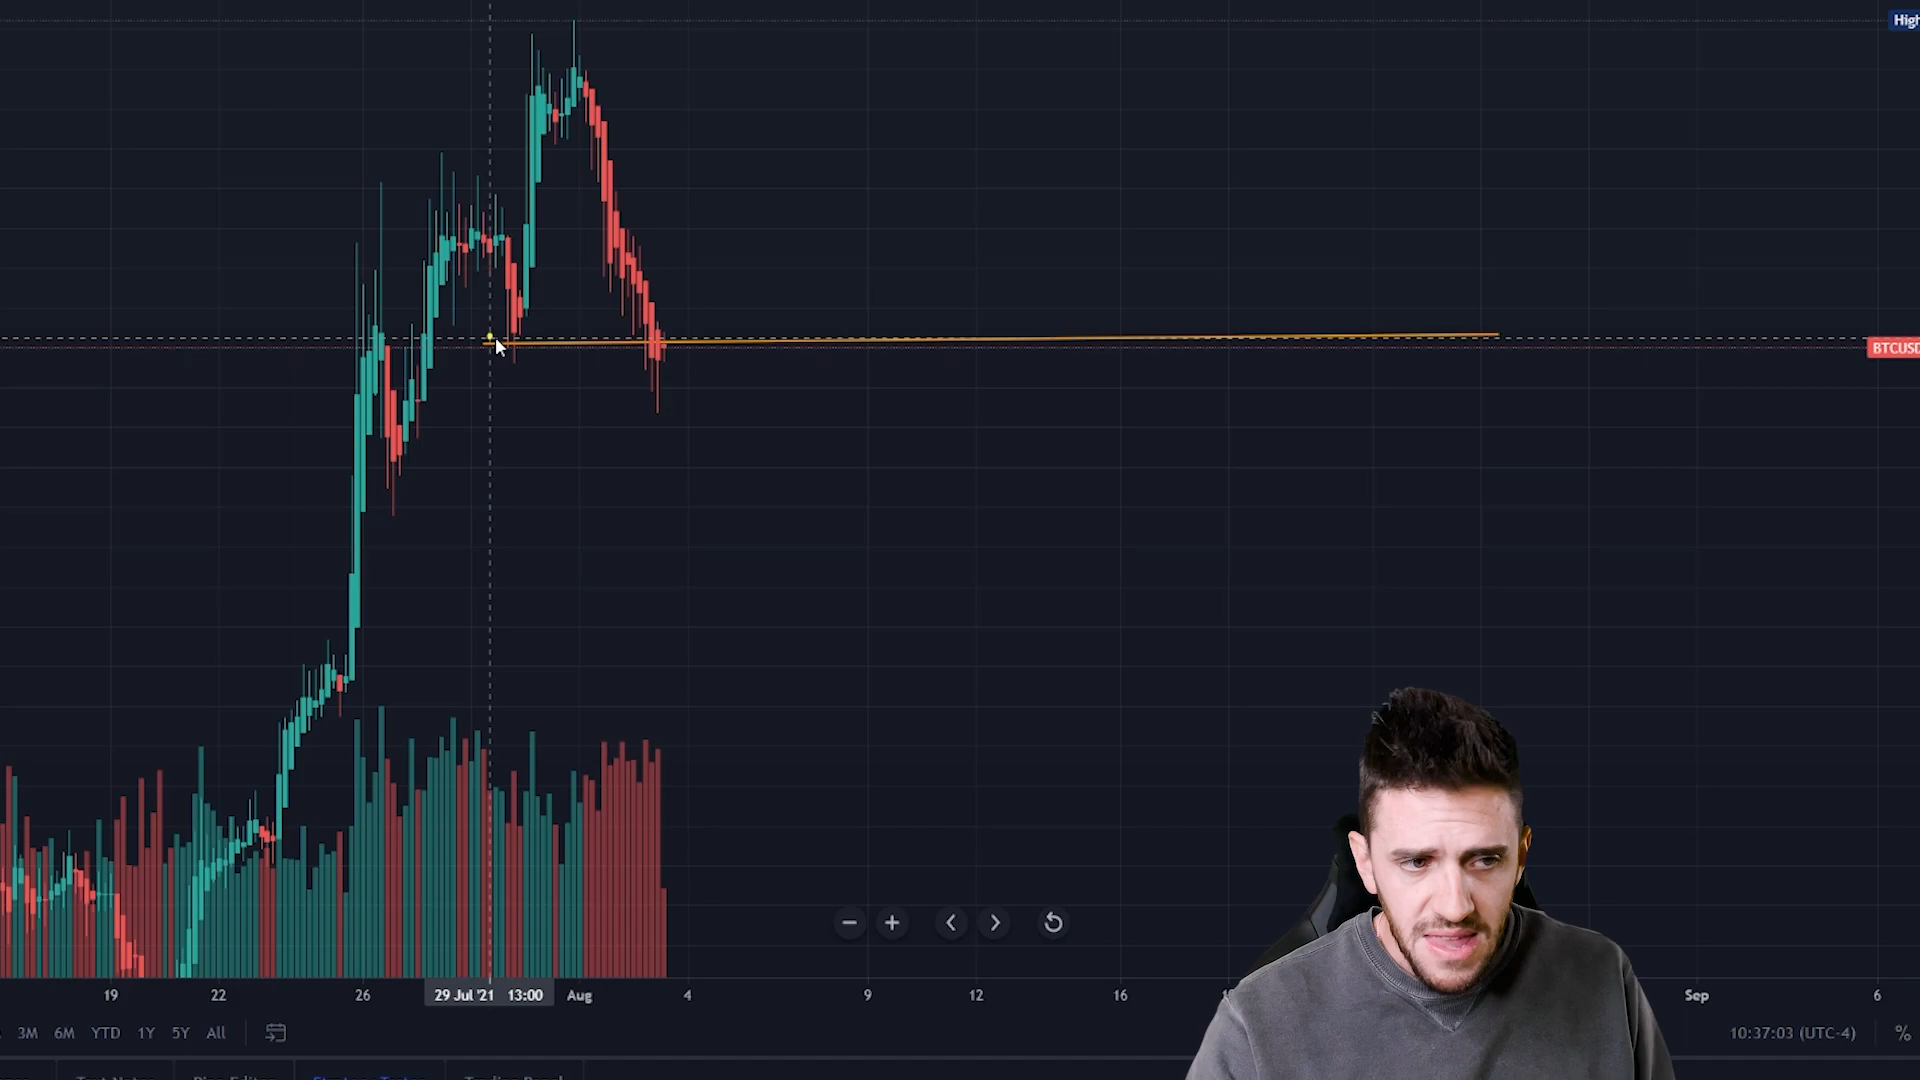 High
BTCUSD
19 22 26 29 Jul '21 13:00 Aug 4 9 12 16 Sep 6
3M 6M YTD 1Y 5Y All 10:37:03 (UTC-4) %